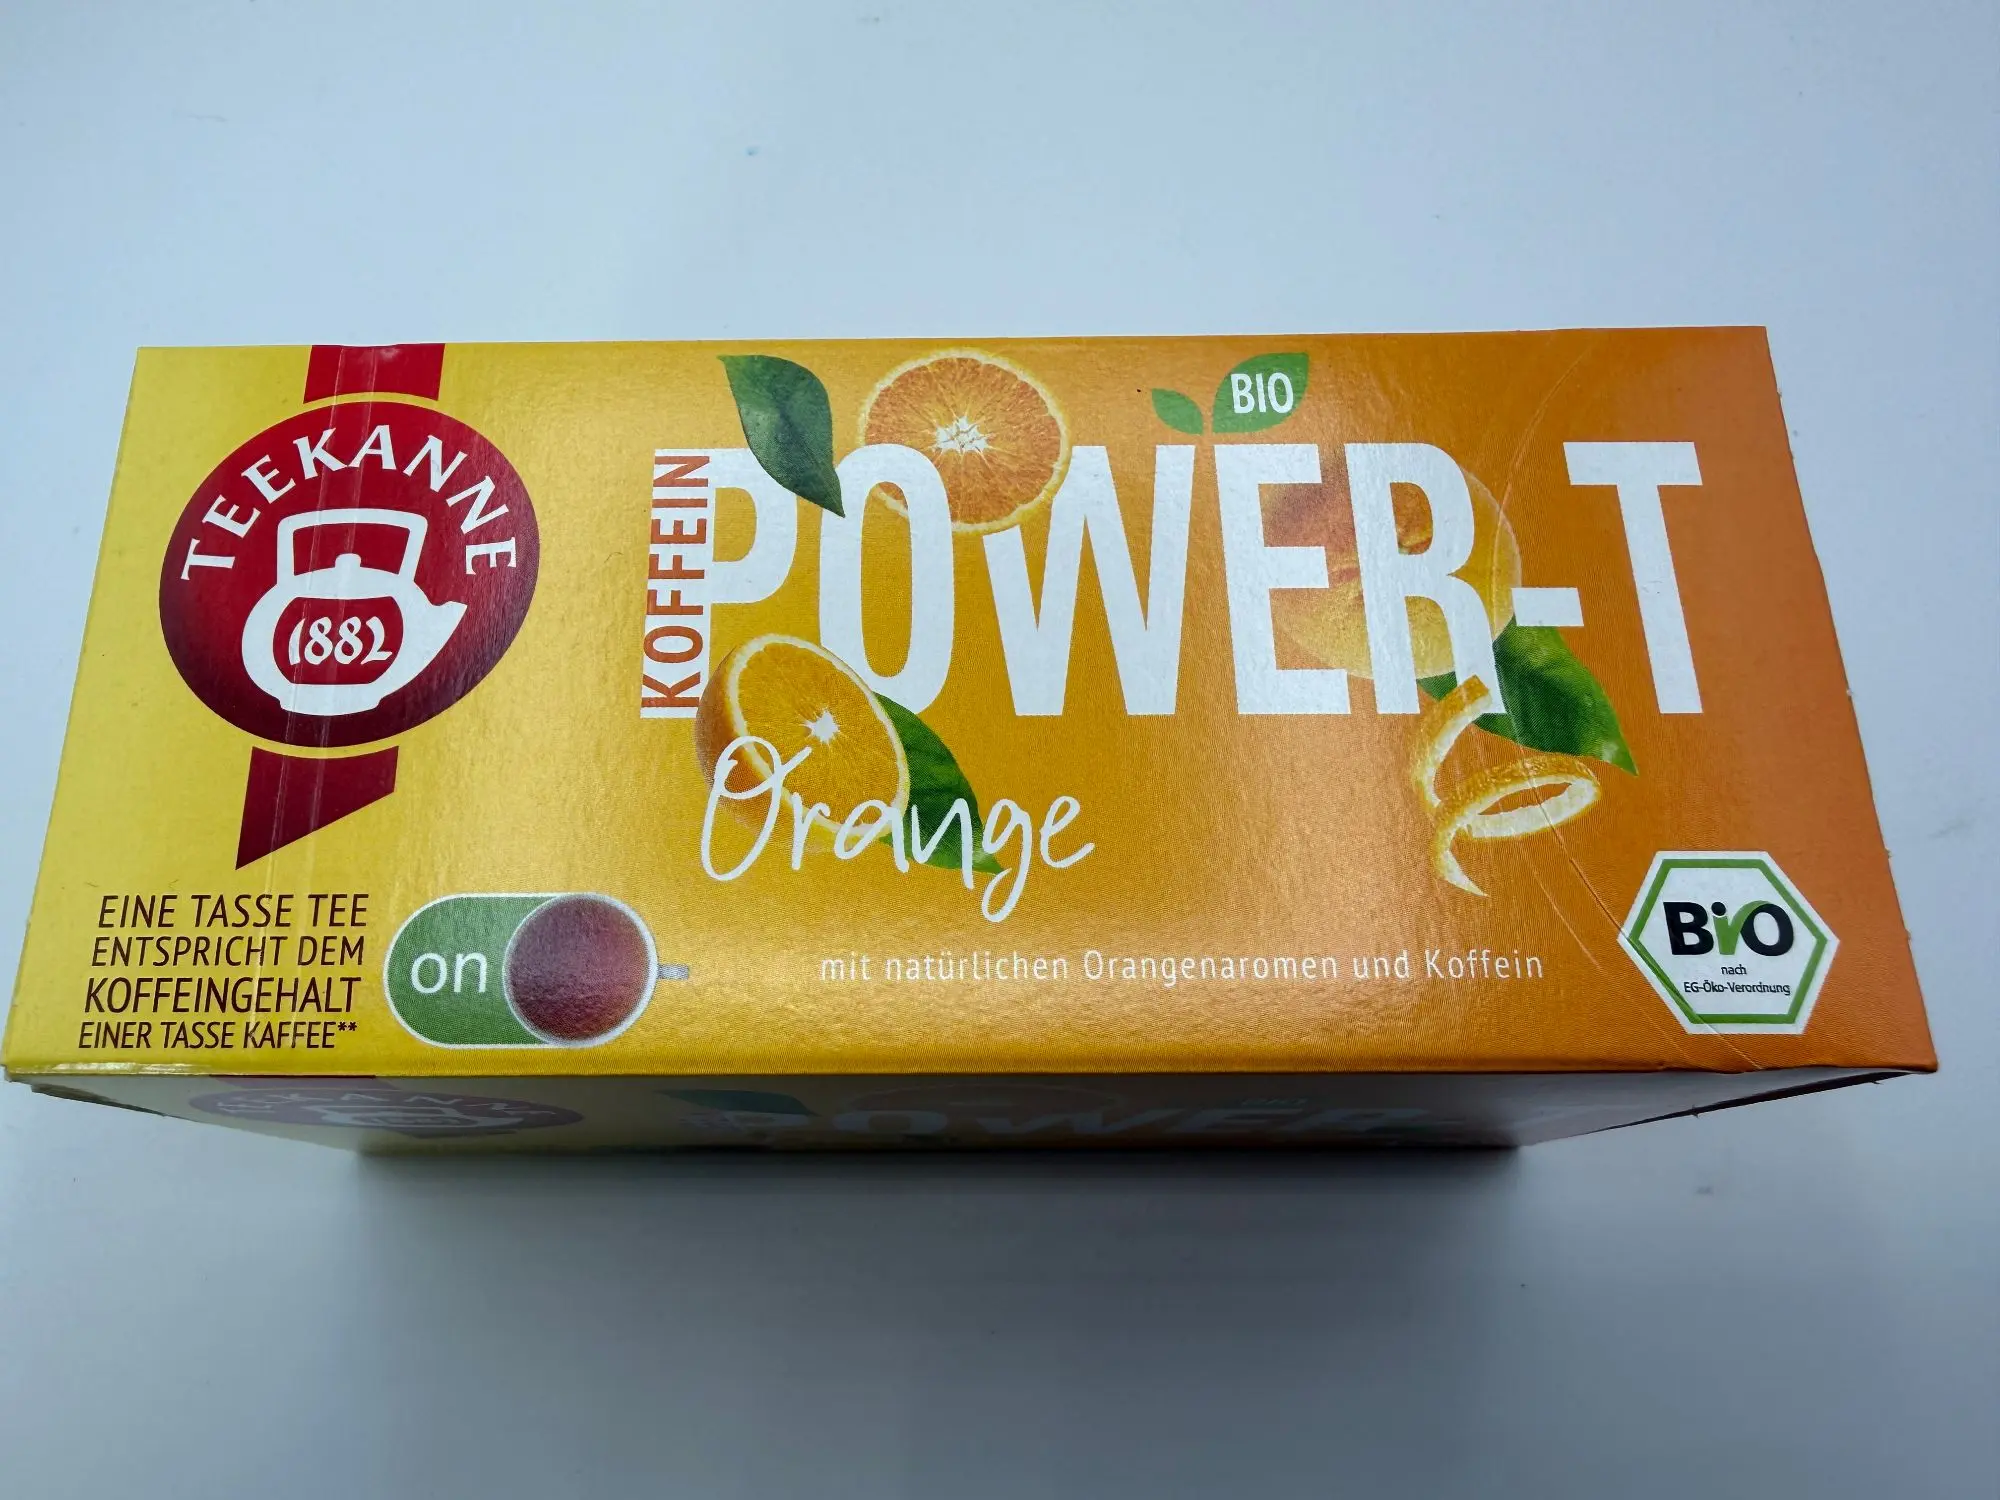 TEEKANNE
1882
KOFFEIN
BIO
POWER-T
Orange
EINE TASSE TEE
ENTSPRICHT DEM
KOFFEINGEHALT
EINER TASSE KAFFEE**
on
mit natürlichen Orangenaromen und Koffein
BiO
nach
EG-Öko-Verordnung
POWER-T